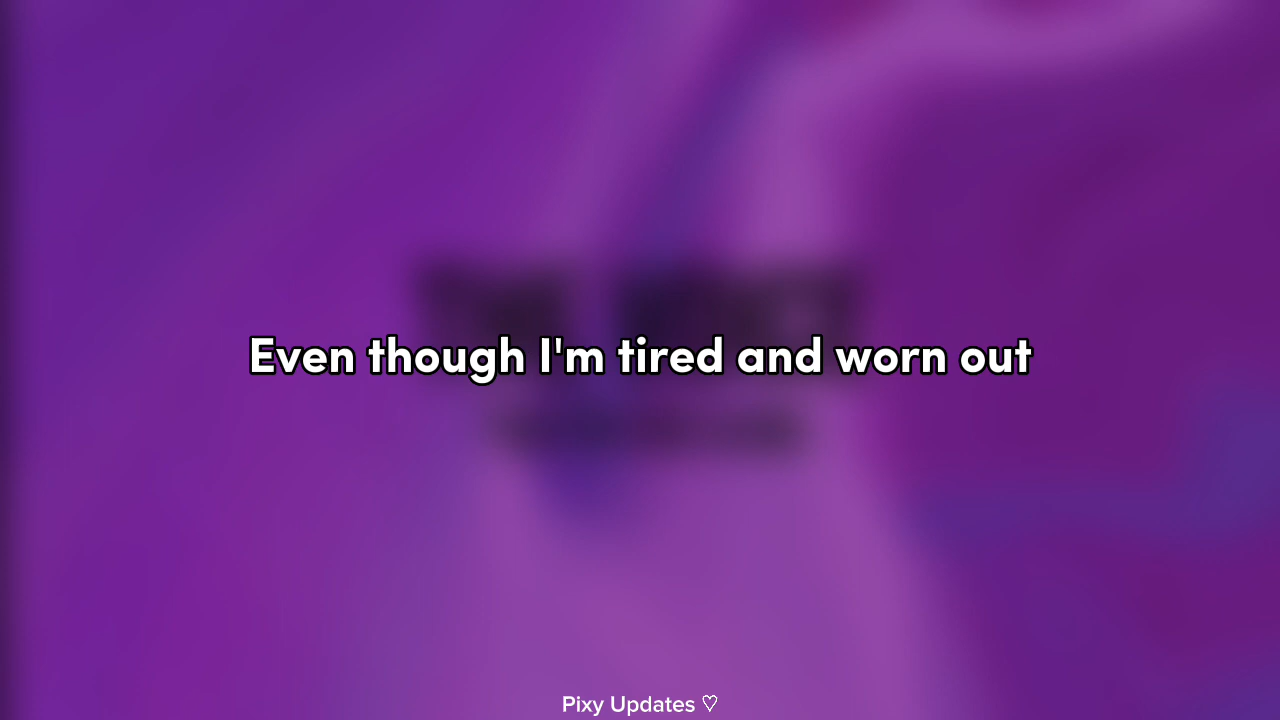 Even though I'm tired and worn out
Pixy Updates ♡